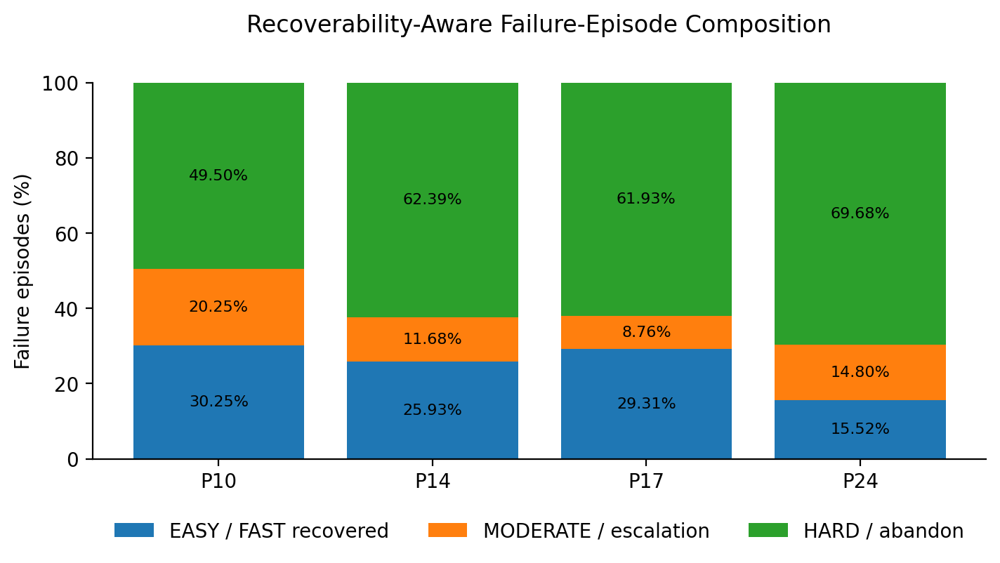 Recoverability-Aware Failure-Episode Composition
Failure episodes (%)
100
80
60
40
20
0
49.50%
62.39%
61.93%
69.68%
20.25%
11.68%
8.76%
14.80%
30.25%
25.93%
29.31%
15.52%
P10
P14
P17
P24
EASY / FAST recovered
MODERATE / escalation
HARD / abandon